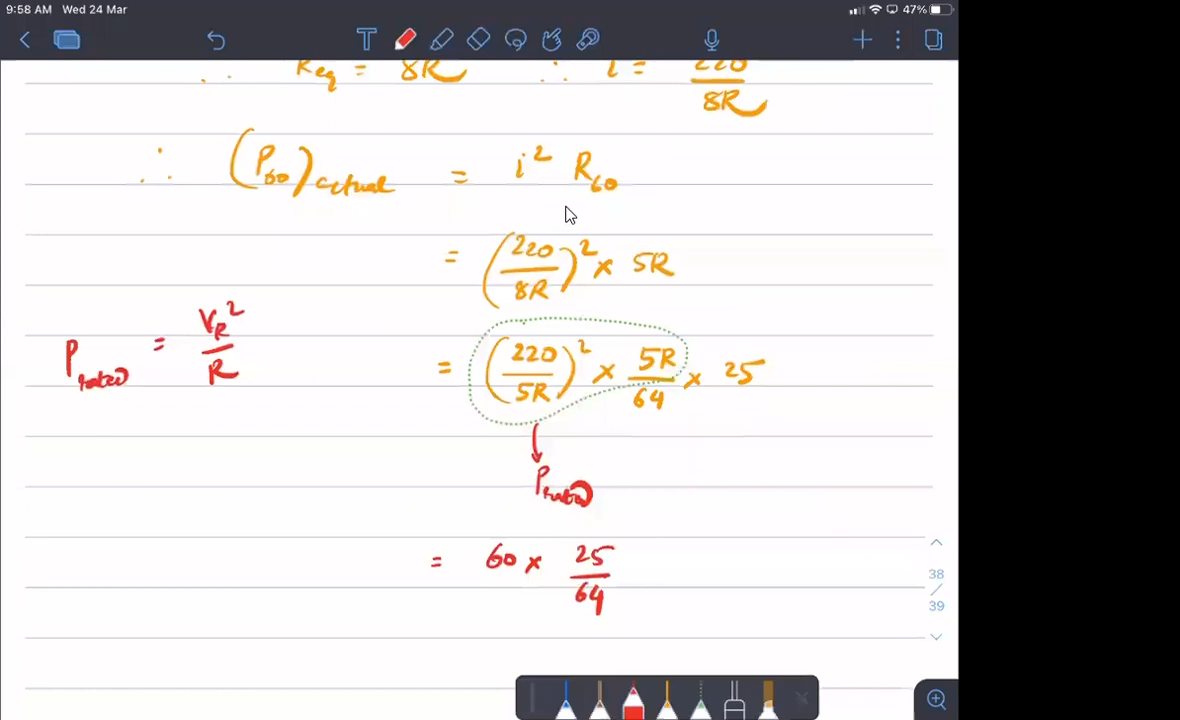 9:58 AM Wed 24 Mar 47%
∴ Req = 8R ∴ i = 220/8R
∴ (P60)actual = i² R60
= (220/8R)² × 5R
Prated = VR²/R = (220/5R)² × 5R/64 × 25
Prated
= 60 × 25/64
38
/
39